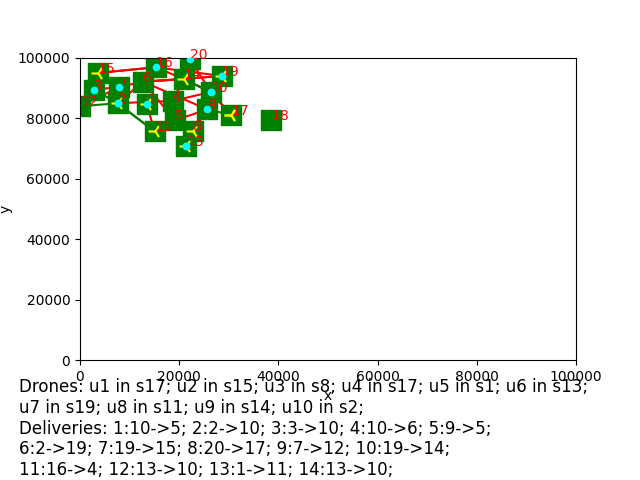 20
15
16
19
17
18
100000
80000
60000
40000
20000
0
y
0 20000 40000 60000 80000 100000
x
Drones: u1 in s17; u2 in s15; u3 in s8; u4 in s17; u5 in s1; u6 in s13;
u7 in s19; u8 in s11; u9 in s14; u10 in s2;
Deliveries: 1:10->5; 2:2->10; 3:3->10; 4:10->6; 5:9->5;
6:2->19; 7:19->15; 8:20->17; 9:7->12; 10:19->14;
11:16->4; 12:13->10; 13:1->11; 14:13->10;